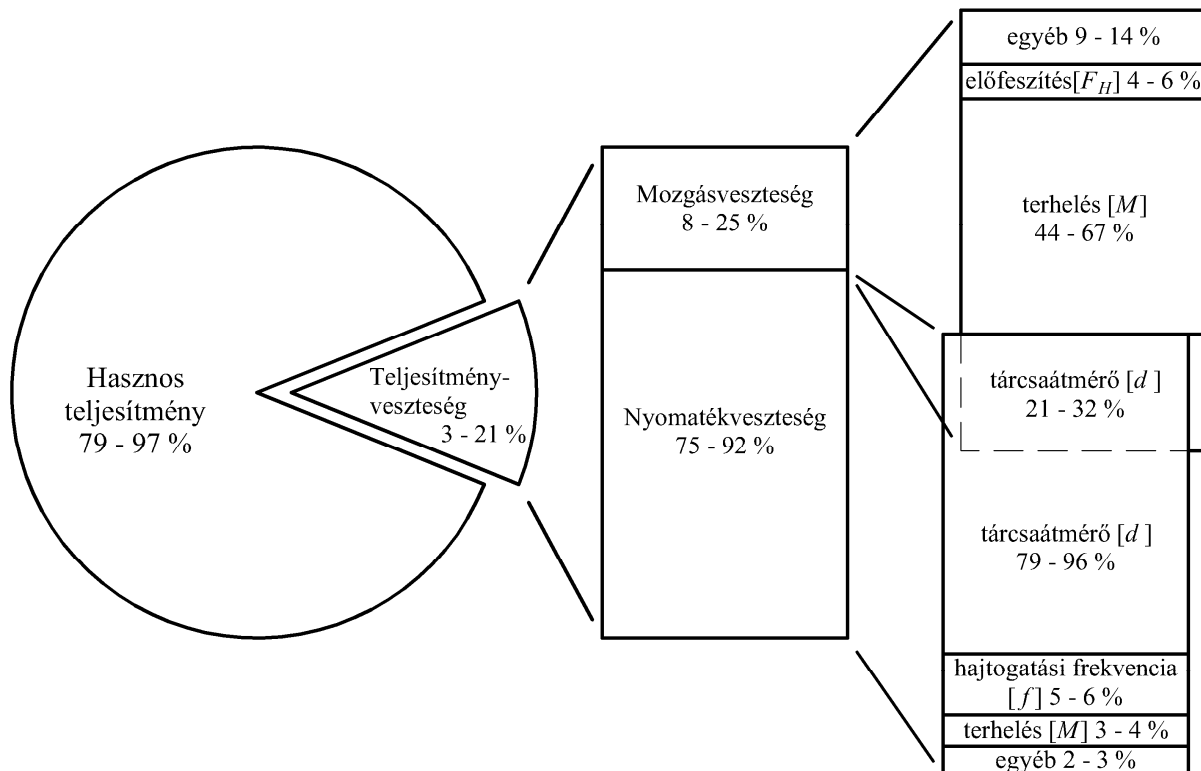 Hasznos
teljesítmény
79 - 97 %
Teljesítmény-
veszteség
3 - 21 %
Mozgásveszteség
8 - 25 %
Nyomatékveszteség
75 - 92 %
egyéb 9 - 14 %
előfeszítés[F_H] 4 - 6 %
terhelés [M]
44 - 67 %
tárcsaátmérő [d ]
21 - 32 %
tárcsaátmérő [d ]
79 - 96 %
hajtogatási frekvencia
[ f ] 5 - 6 %
terhelés [M] 3 - 4 %
egyéb 2 - 3 %